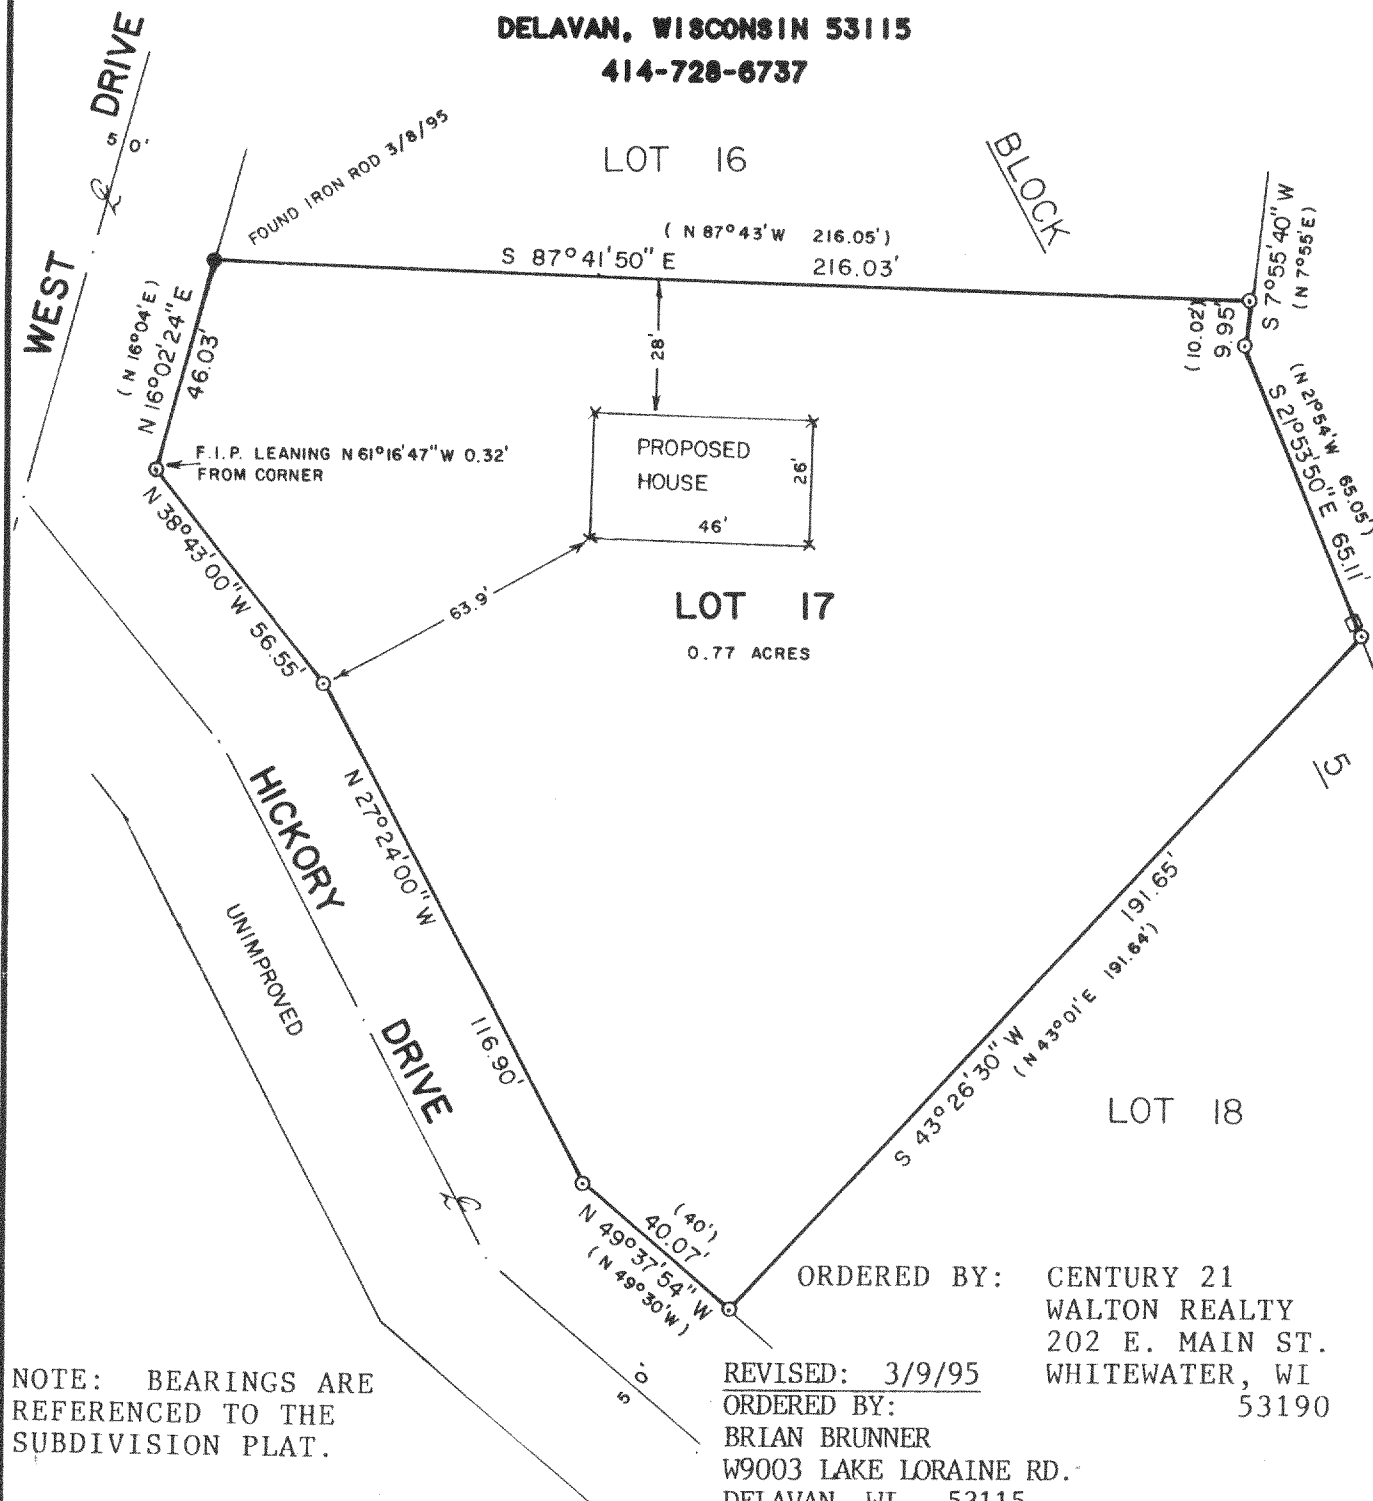 DELAVAN, WISCONSIN 53115
414-728-6737
WEST DRIVE
50'
FOUND IRON ROD 3/8/95
LOT 16
BLOCK
(N 87°43'W 216.05')
S 87°41'50"E 216.03'
S 7°55'40"W
(N 7°55'E)
(10.02')
9.95'
(N 16°04'E)
N 16°02'24"E
46.03'
28'
(N 21°54'W 65.05')
S 21°53'50"E 65.11'
F.I.P. LEANING N 61°16'47"W 0.32'
FROM CORNER
PROPOSED
HOUSE
26'
46'
N 38°43'00"W 56.55'
63.9'
LOT 17
0.77 ACRES
5
HICKORY DRIVE
N 27°24'00"W 116.90'
UNIMPROVED
191.65'
S 43°26'30"W
(N 43°01'E 191.64')
LOT 18
(40')
40.07'
N 49°37'54"W
(N 49°30'W)
50'
ORDERED BY: CENTURY 21
WALTON REALTY
202 E. MAIN ST.
WHITEWATER, WI
53190
NOTE: BEARINGS ARE
REFERENCED TO THE
SUBDIVISION PLAT.
REVISED: 3/9/95
ORDERED BY:
BRIAN BRUNNER
W9003 LAKE LORAINE RD.
DELAVAN, WI 53115